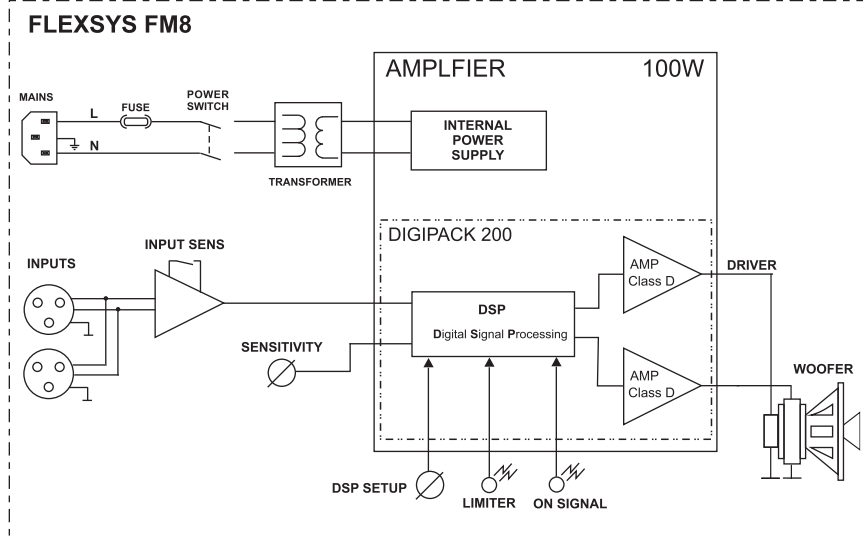 FLEXSYS FM8
AMPLFIER 100W
MAINS
L
FUSE
POWER
SWITCH
N
TRANSFORMER
INTERNAL
POWER
SUPPLY
DIGIPACK 200
INPUT SENS
INPUTS
AMP
Class D
DRIVER
DSP
Digital Signal Processing
SENSITIVITY
AMP
Class D
WOOFER
DSP SETUP
LIMITER
ON SIGNAL